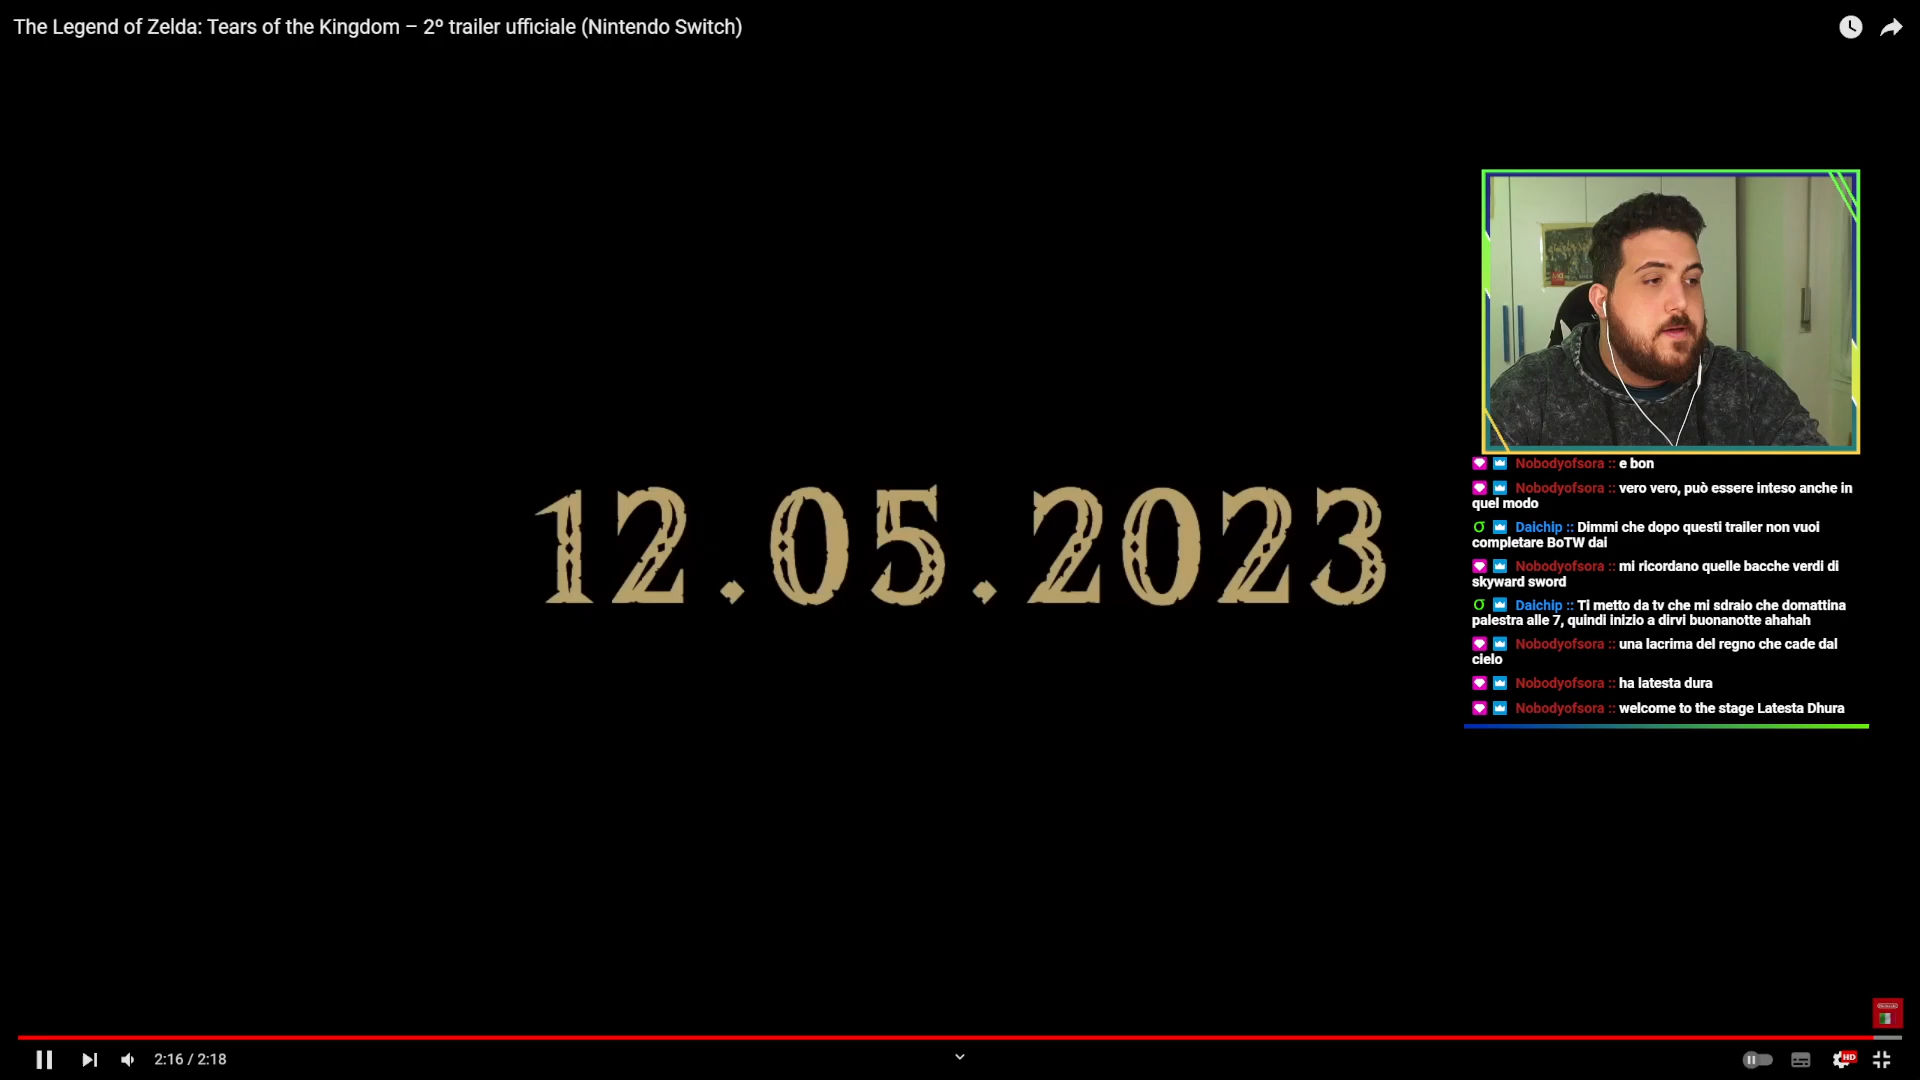 The Legend of Zelda: Tears of the Kingdom – 2º trailer ufficiale (Nintendo Switch)
12.05.2023
Nobodyofsora :: e bon
Nobodyofsora :: vero vero, può essere inteso anche in
quel modo
Daichip :: Dimmi che dopo questi trailer non vuoi
completare BoTW dai
Nobodyofsora :: mi ricordano quelle bacche verdi di
skyward sword
Daichip :: Ti metto da tv che mi sdraio che domattina
palestra alle 7, quindi inizio a dirvi buonanotte ahahah
Nobodyofsora :: una lacrima del regno che cade dal
cielo
Nobodyofsora :: ha latesta dura
Nobodyofsora :: welcome to the stage Latesta Dhura
2:16 / 2:18
HD